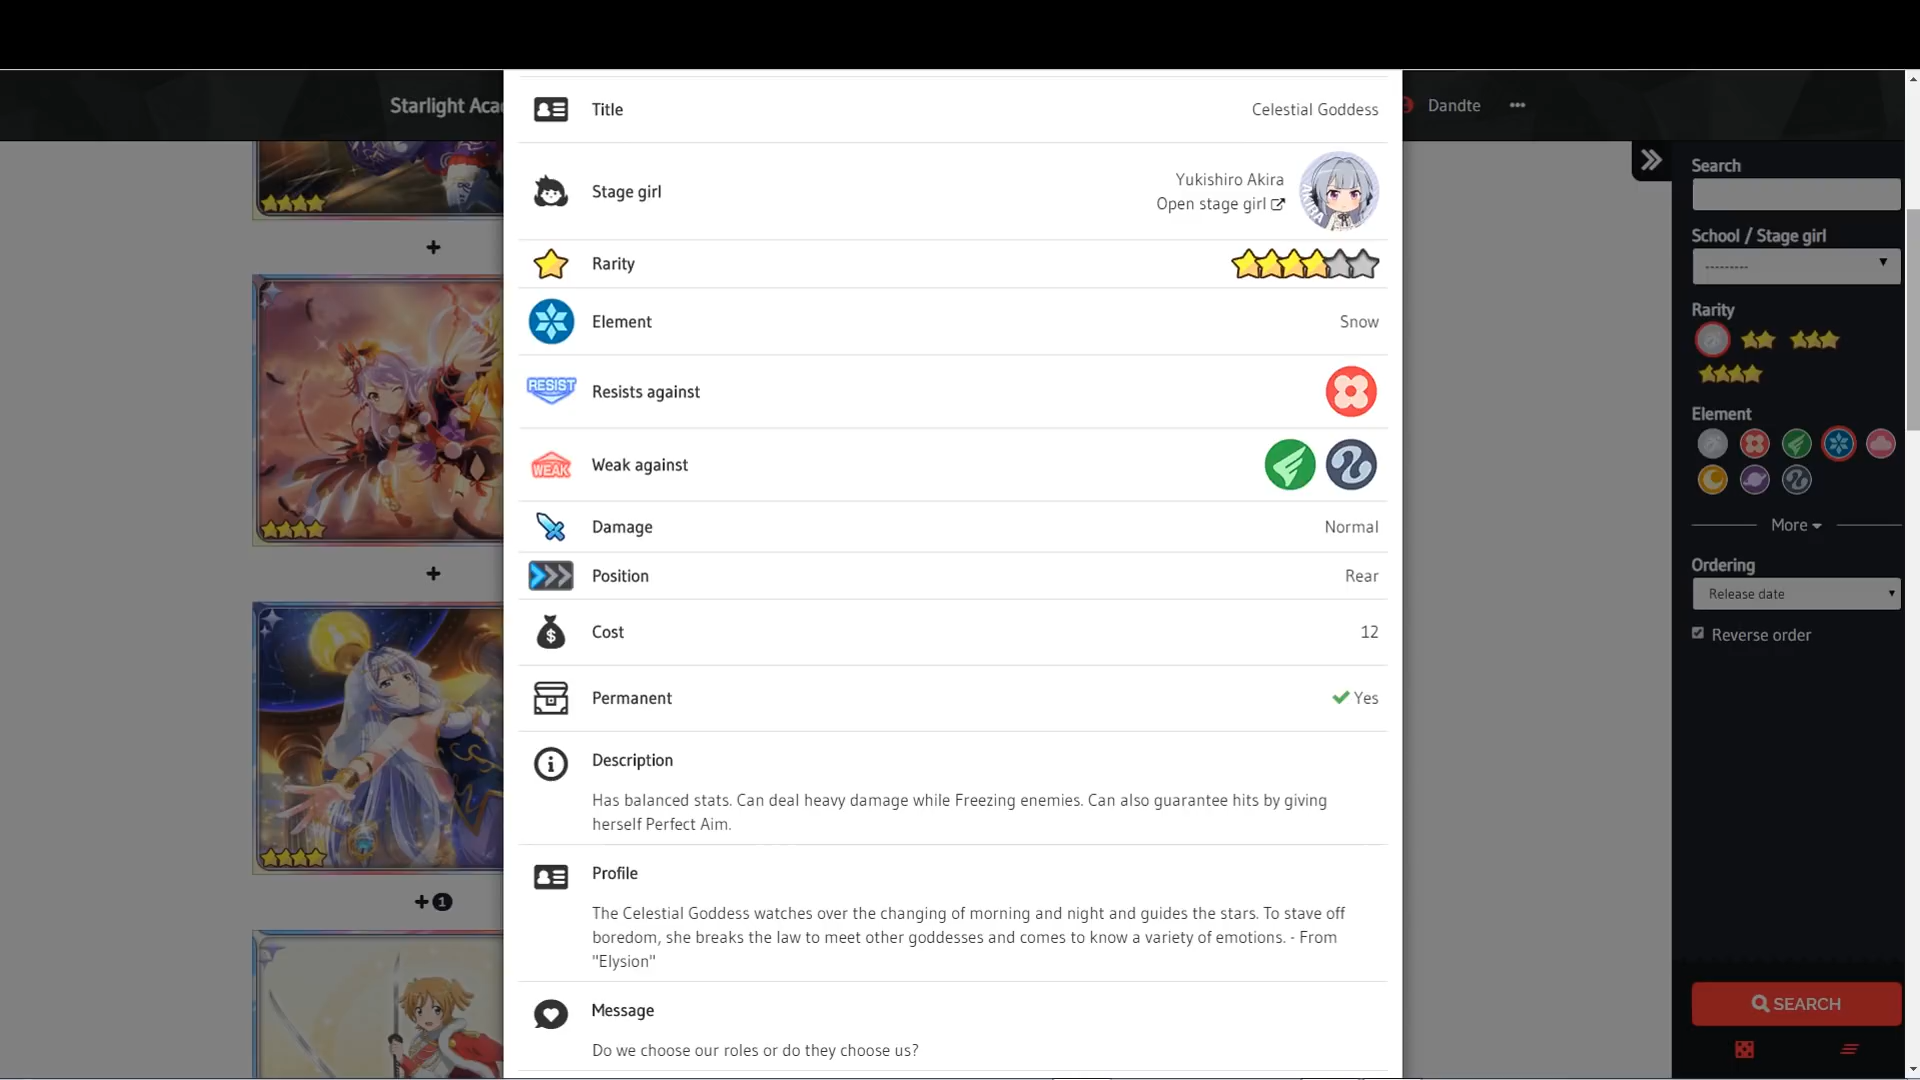 Starlight Aca
Dandte
Title
Celestial Goddess
Stage girl
Yukishiro Akira
Open stage girl
AKIRA
Rarity
Element
Snow
RESIST
Resists against
WEAK
Weak against
Damage
Normal
Position
Rear
Cost
12
Permanent
Yes
Description
Has balanced stats. Can deal heavy damage while Freezing enemies. Can also guarantee hits by giving
herself Perfect Aim.
Profile
The Celestial Goddess watches over the changing of morning and night and guides the stars. To stave off
boredom, she breaks the law to meet other goddesses and comes to know a variety of emotions. - From
"Elysion"
Message
Do we choose our roles or do they choose us?
+
+
+1
Search
School / Stage girl
---------
Rarity
Element
More
Ordering
Release date
Reverse order
SEARCH